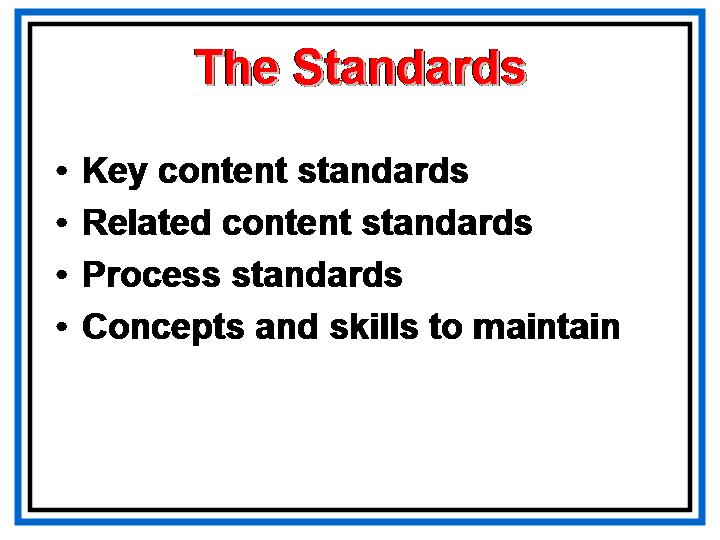 The Standards
• Key content standards
• Related content standards
• Process standards
• Concepts and skills to maintain